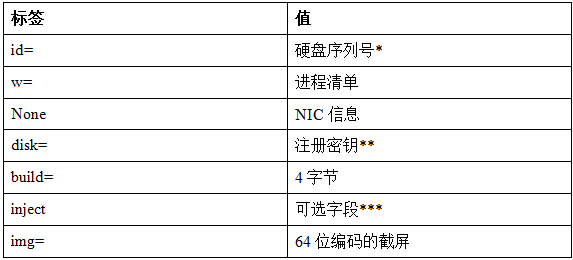 标签 值
id= 硬盘序列号*
w= 进程清单
None NIC 信息
disk= 注册密钥**
build= 4 字节
inject 可选字段***
img= 64 位编码的截屏